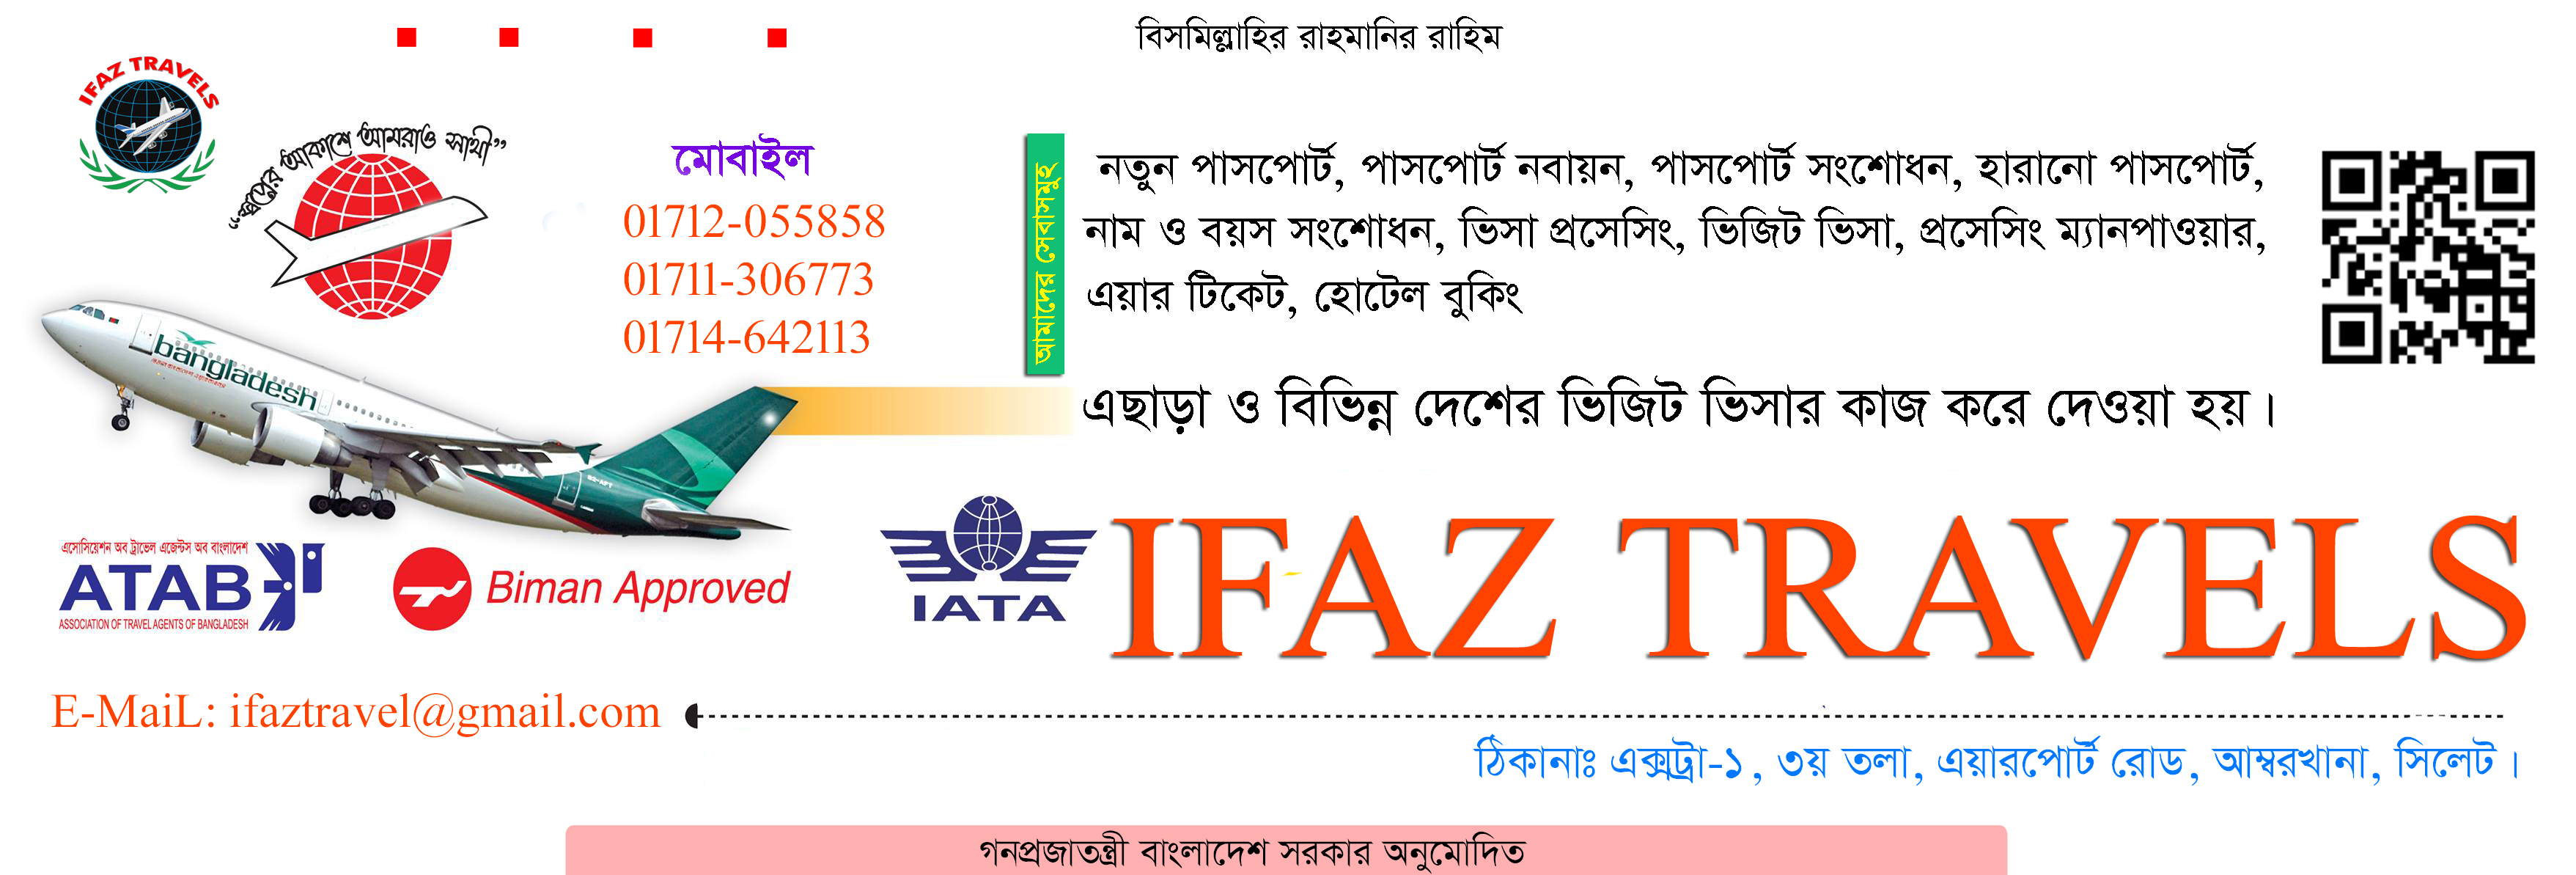 বিসমিল্লাহির রাহমানির রাহিম
IFAZ TRAVELS
“স্বপ্নের আকাশে আমরাও সাথী”
মোবাইল
01712-055858
01711-306773
01714-642113
আমাদের সেবাসমুহ
নতুন পাসপোর্ট, পাসপোর্ট নবায়ন, পাসপোর্ট সংশোধন, হারানো পাসপোর্ট,
নাম ও বয়স সংশোধন, ভিসা প্রসেসিং, ভিজিট ভিসা, প্রসেসিং ম্যানপাওয়ার,
এয়ার টিকেট, হোটেল বুকিং
এছাড়া ও বিভিন্ন দেশের ভিজিট ভিসার কাজ করে দেওয়া হয়।
bangladesh
এসোসিয়েশন অব ট্রাভেল এজেন্টস অব বাংলাদেশ
ATAB
ASSOCIATION OF TRAVEL AGENTS OF BANGLADESH
Biman Approved
IATA
IFAZ TRAVELS
E-MaiL: ifaztravel@gmail.com
ঠিকানাঃ এক্সট্রা-১, ৩য় তলা, এয়ারপোর্ট রোড, আম্বরখানা, সিলেট।
গনপ্রজাতন্ত্রী বাংলাদেশ সরকার অনুমোদিত